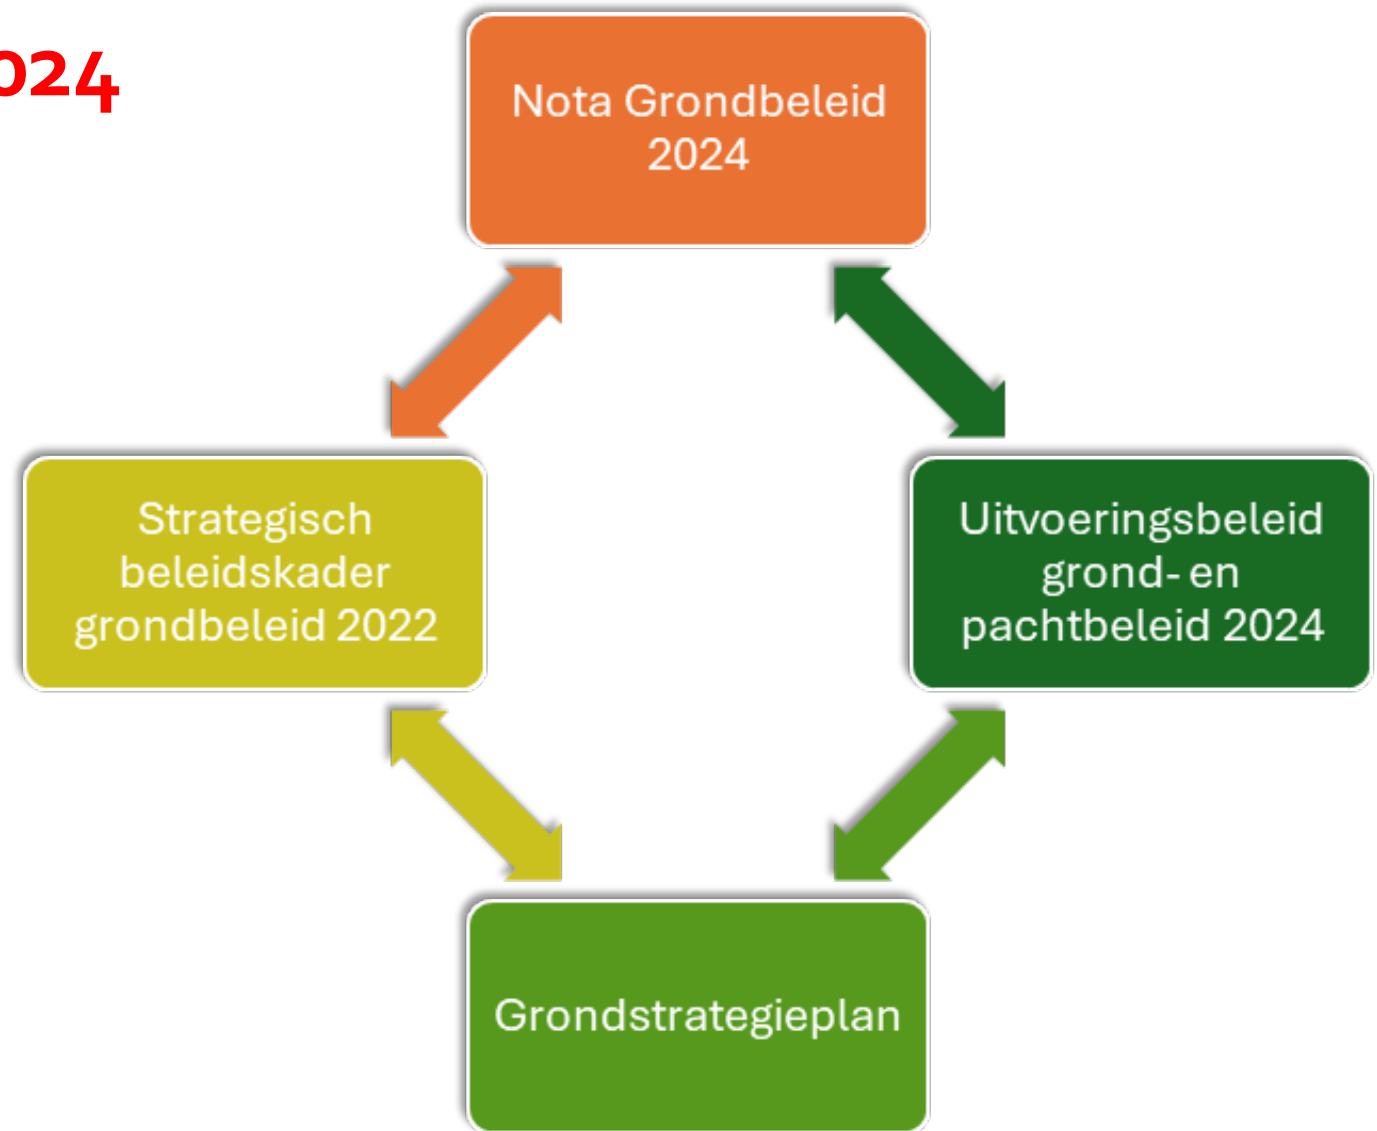 024
Nota Grondbeleid
2024
Strategisch
beleidskader
grondbeleid 2022
Uitvoeringsbeleid
grond- en
pachtbeleid 2024
Grondstrategieplan